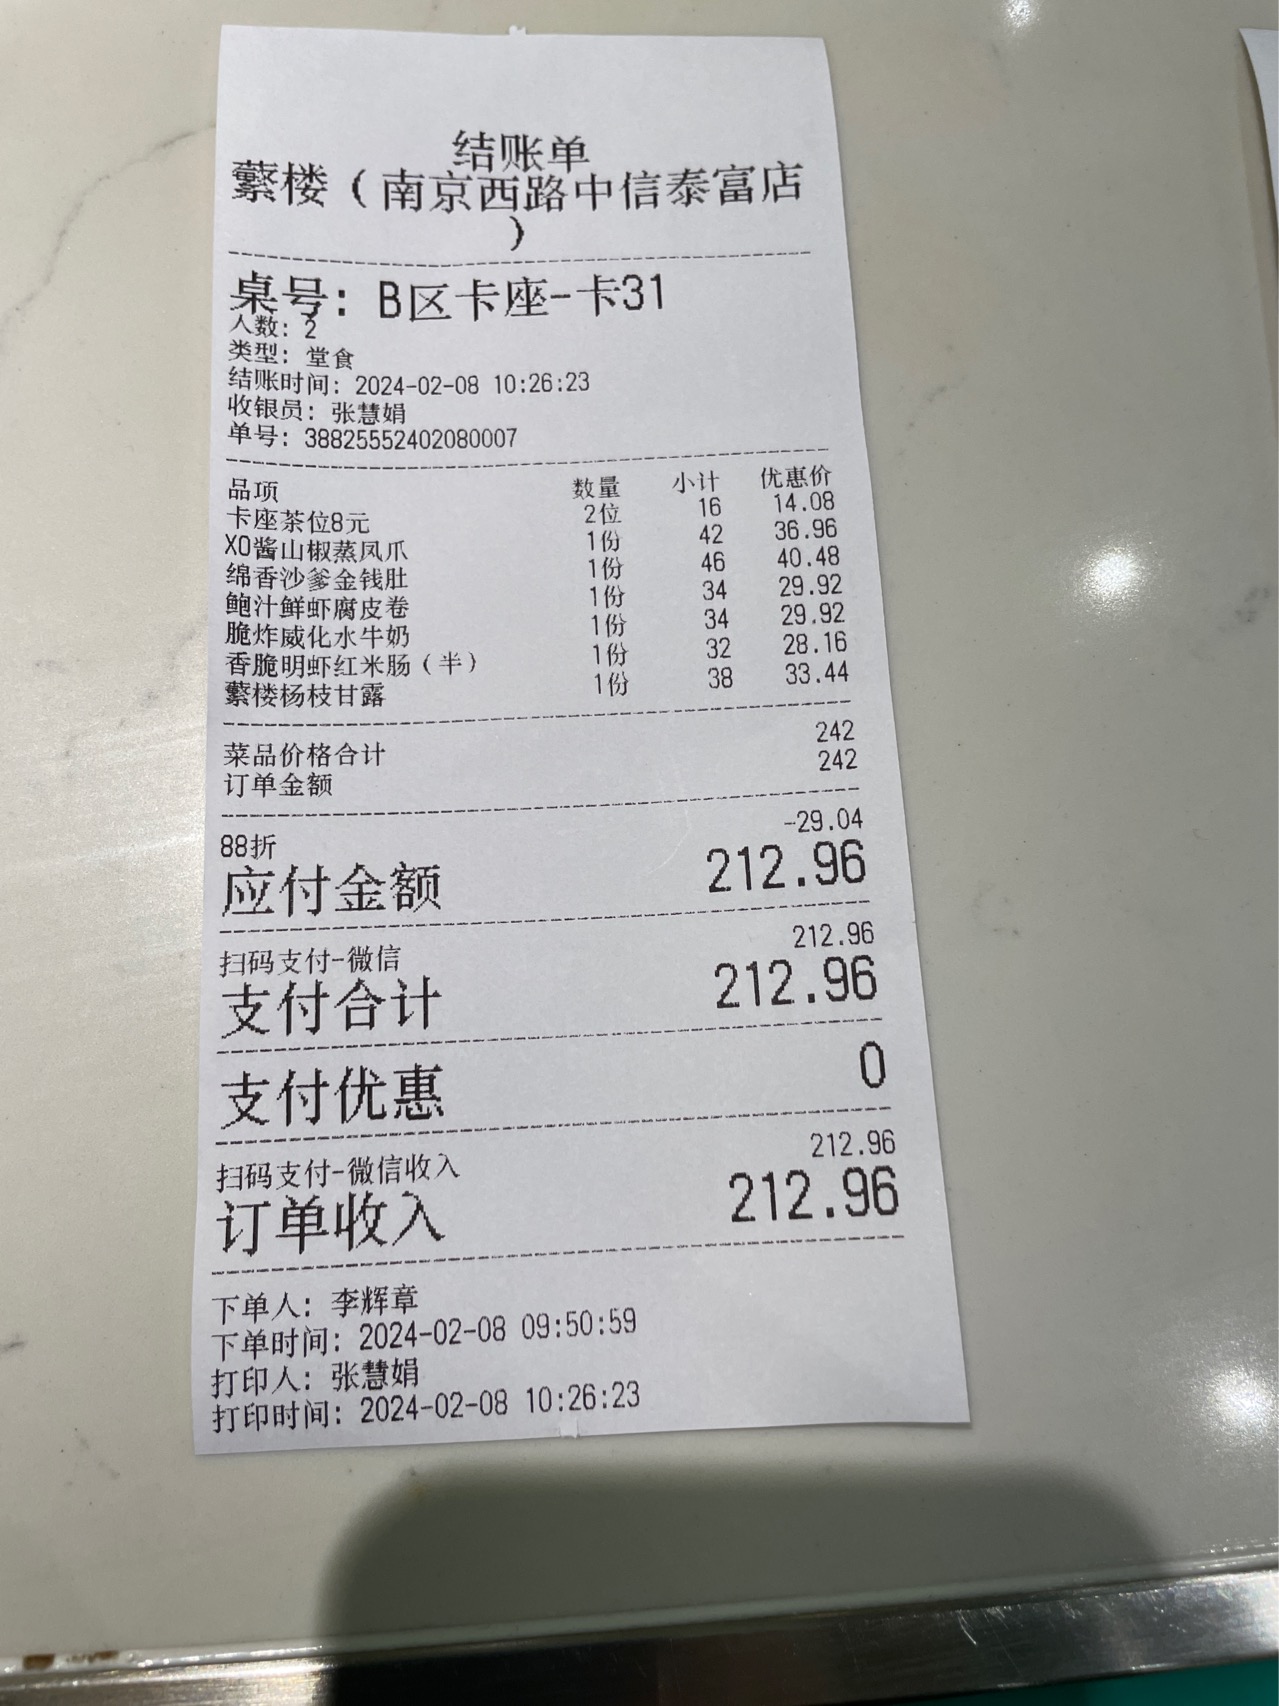 结账单
蘩楼（南京西路中信泰富店
）
桌号：B区卡座-卡31
人数：2
类型：堂食
结账时间：2024-02-08 10:26:23
收银员：张慧娟
单号：38825552402080007
品项 数量 小计 优惠价
卡座茶位8元 2位 16 14.08
XO酱山椒蒸凤爪 1份 42 36.96
绵香沙爹金钱肚 1份 46 40.48
鲍汁鲜虾腐皮卷 1份 34 29.92
脆炸威化水牛奶 1份 34 29.92
香脆明虾红米肠（半） 1份 32 28.16
蘩楼杨枝甘露 1份 38 33.44
菜品价格合计 242
订单金额 242
88折 -29.04
应付金额 212.96
扫码支付-微信 212.96
支付合计 212.96
支付优惠 0
扫码支付-微信收入 212.96
订单收入 212.96
下单人：李辉章
下单时间：2024-02-08 09:50:59
打印人：张慧娟
打印时间：2024-02-08 10:26:23